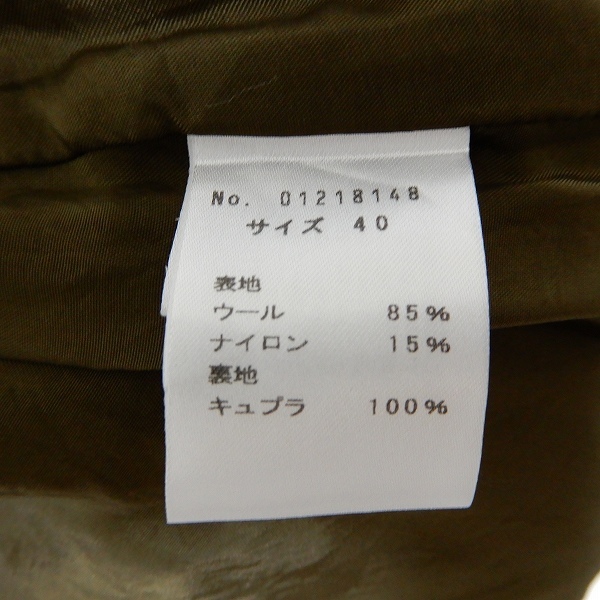 No. 01218148
サイズ 40
表地
ウール 85%
ナイロン 15%
裏地
キュプラ 100%